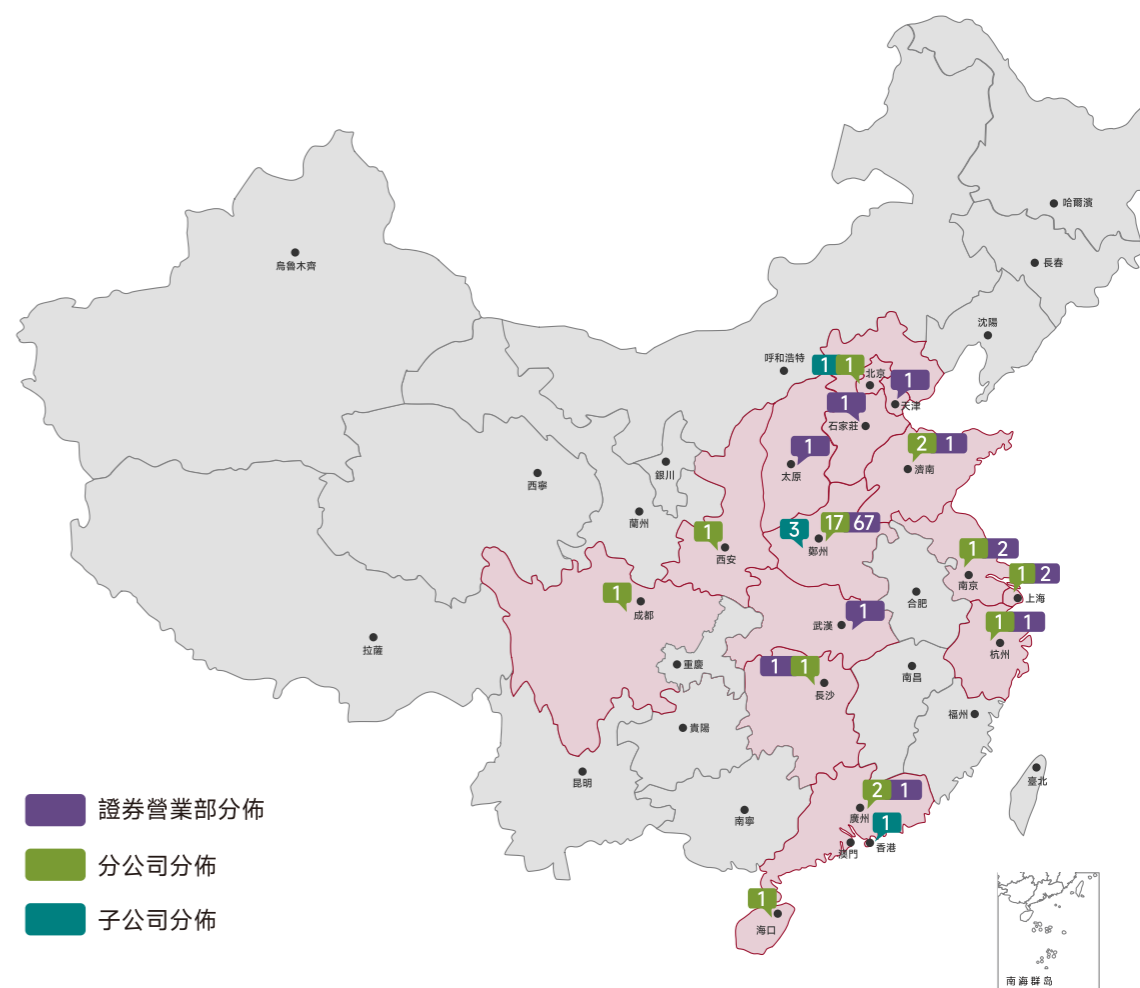 哈爾濱
長春
烏魯木齊
沈陽
呼和浩特
1 1
北京
1
天津
1
石家莊
2 1
濟南
1
太原
銀川
西寧
蘭州
3
17 67
鄭州
1
西安
1 2
南京
1 2
上海
1
成都
合肥
1
武漢
1 1
杭州
拉薩
重慶
1 1
長沙
南昌
福州
貴陽
昆明
臺北
2 1
廣州
南寧
1
澳門
香港
1
海口
證券營業部分佈
分公司分佈
子公司分佈
南海群岛